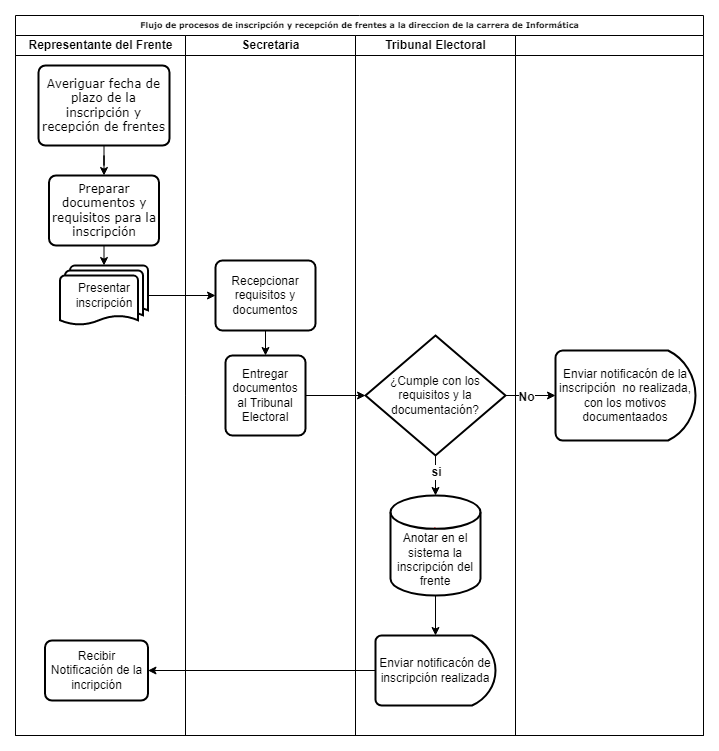 Flujo de procesos de inscripción y recepción de frentes a la direccion de la carrera de Informática
Representante del Frente
Secretaria
Tribunal Electoral
Averiguar fecha de
plazo de la
inscripción y
recepción de frentes
Preparar
documentos y
requisitos para la
inscripción
Presentar
inscripción
Recepcionar
requisitos y
documentos
Entregar
documentos
al Tribunal
Electoral
¿Cumple con los
requisitos y la
documentación?
No
Enviar notificacón de la
inscripción no realizada,
con los motivos
documentaados
si
Anotar en el
sistema la
inscripción del
frente
Enviar notificacón de
inscripción realizada
Recibir
Notificación de la
incripción